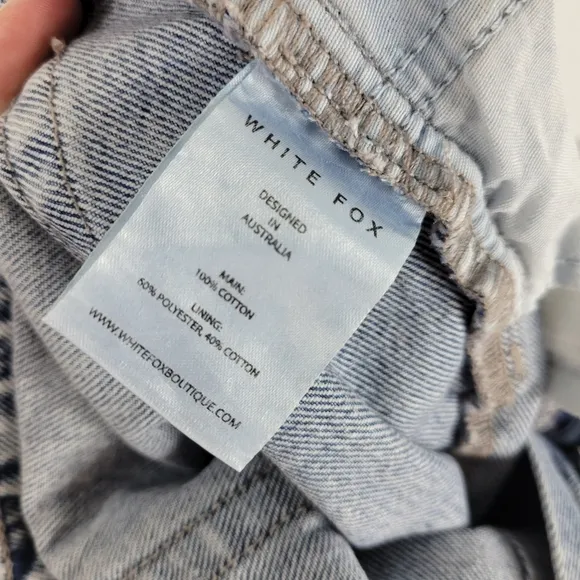 WHITE FOX
DESIGNED
IN
AUSTRALIA
MAIN:
100% COTTON
LINING:
60% POLYESTER, 40% COTTON
WWW.WHITEFOXBOUTIQUE.COM